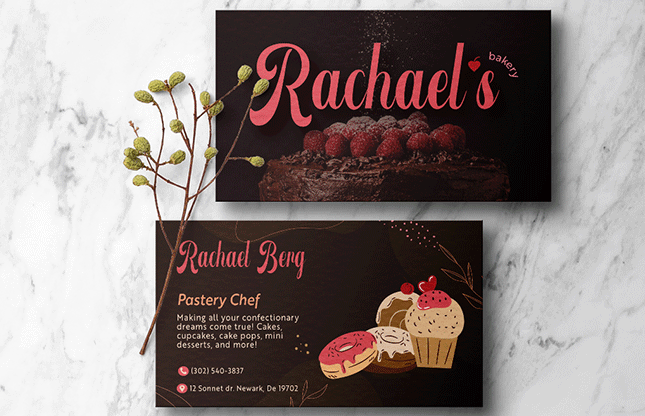 Rachael's
bakery
Rachael Berg
Pastery Chef
Making all your confectionary
dreams come true! Cakes,
cupcakes, cake pops, mini
desserts, and more!
(302) 540-3837
12 Sonnet dr. Newark, De 19702